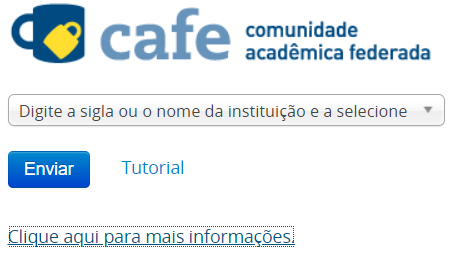 cafe comunidade
acadêmica federada
Digite a sigla ou o nome da instituição e a selecione
Enviar Tutorial
Clique aqui para mais informações.